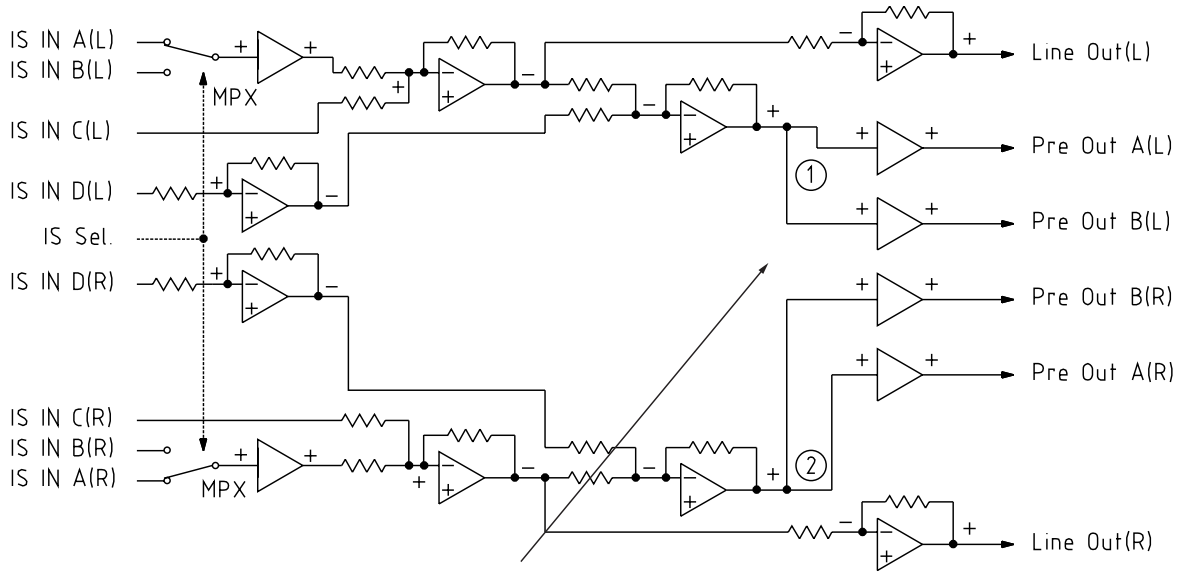 IS IN A(L)
IS IN B(L)
MPX
IS IN C(L)
IS IN D(L)
IS Sel.
IS IN D(R)
IS IN C(R)
IS IN B(R)
IS IN A(R)
MPX
1
2
Line Out(L)
Pre Out A(L)
Pre Out B(L)
Pre Out B(R)
Pre Out A(R)
Line Out(R)